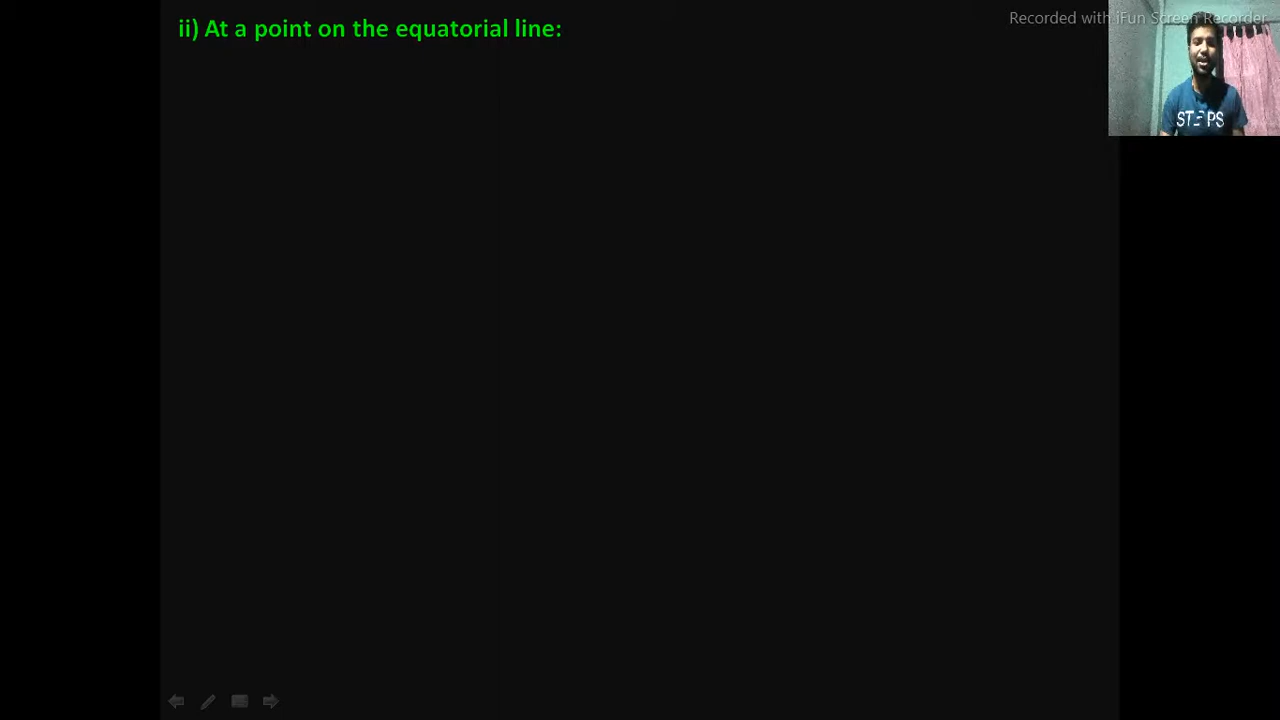 ii) At a point on the equatorial line:
Recorded with iFun Screen Recorder
STEPS